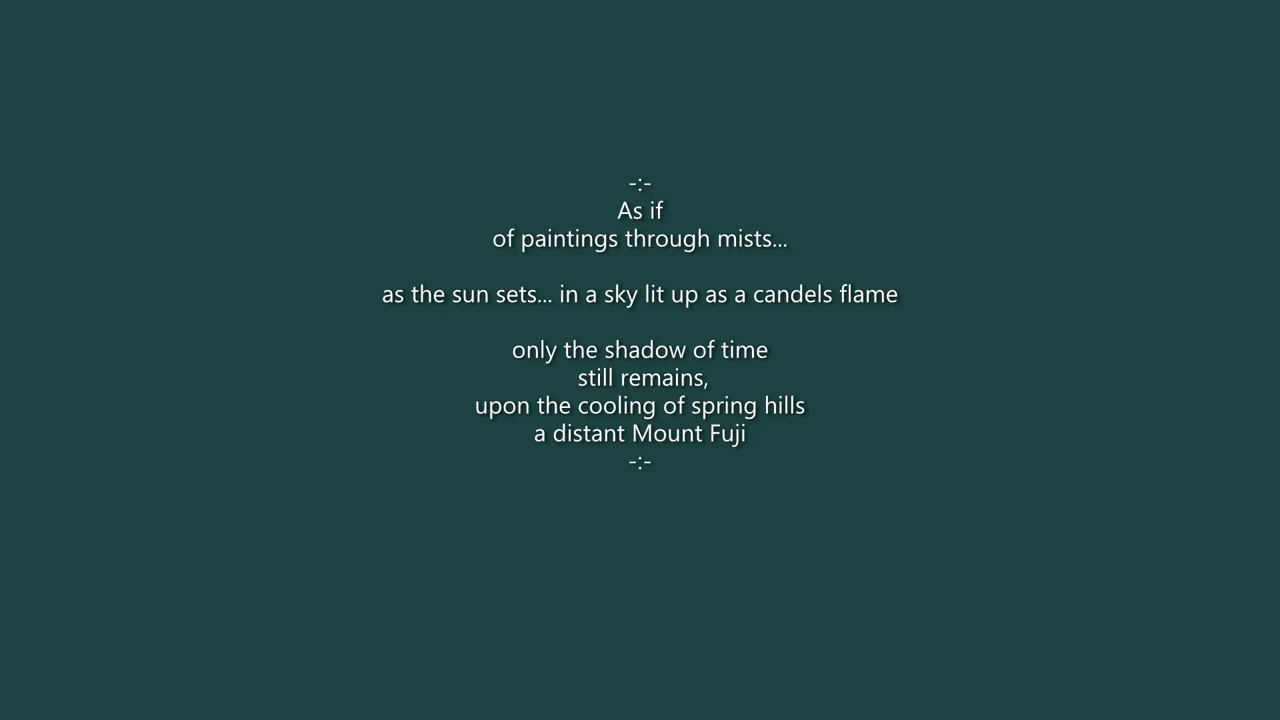 -:-
As if
of paintings through mists...
as the sun sets... in a sky lit up as a candels flame
only the shadow of time
still remains,
upon the cooling of spring hills
a distant Mount Fuji
-:-